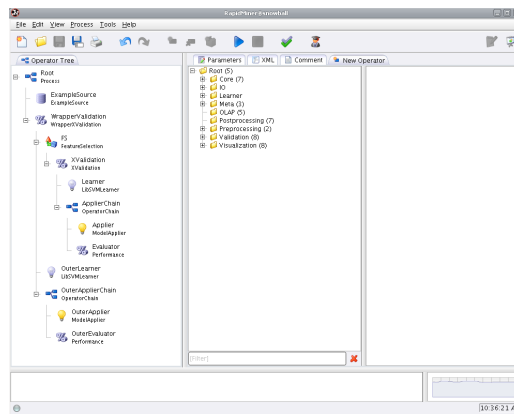 RapidMiner@snowball
File Edit View Process Tools Help
Operator Tree
Root
Process
ExampleSource
ExampleSource
WrapperValidation
WrapperXValidation
FS
FeatureSelection
XValidation
XValidation
Learner
LibSVMLearner
ApplierChain
OperatorChain
Applier
ModelApplier
Evaluator
Performance
OuterLearner
LibSVMLearner
OuterApplierChain
OperatorChain
OuterApplier
ModelApplier
OuterEvaluator
Performance
Parameters XML Comment New Operator
Root (5)
Core (7)
IO
Learner
Meta (3)
OLAP (5)
Postprocessing (7)
Preprocessing (2)
Validation (8)
Visualization (8)
[Filter]
10:36:21 A